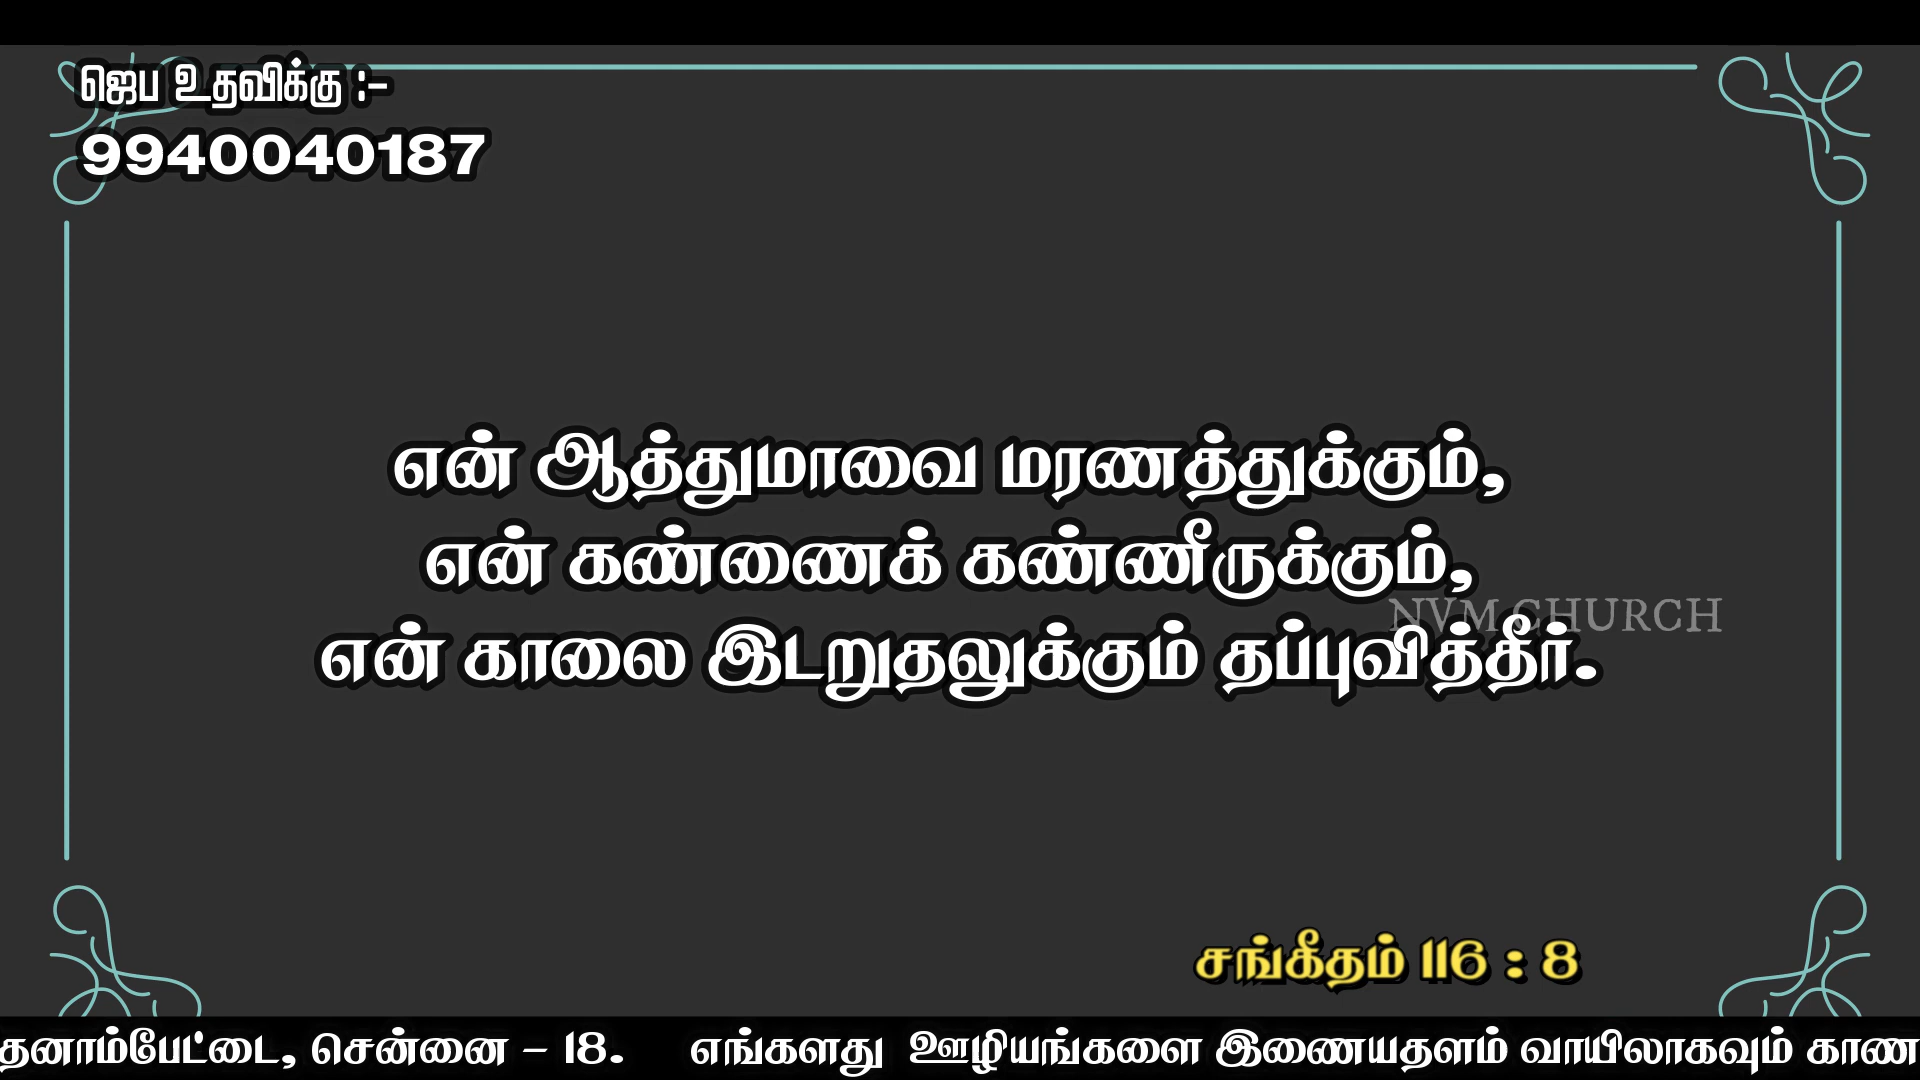 ஜெப உதவிக்கு :-
9940040187
என் ஆத்துமாவை மரணத்துக்கும்,
என் கண்ணைக் கண்ணீருக்கும்,
NVM CHURCH
என் காலை இடறுதலுக்கும் தப்புவித்தீர்.
சங்கீதம் 116 : 8
தனாம்பேட்டை, சென்னை - 18. எங்களது ஊழியங்களை இணையதளம் வாயிலாகவும் காண